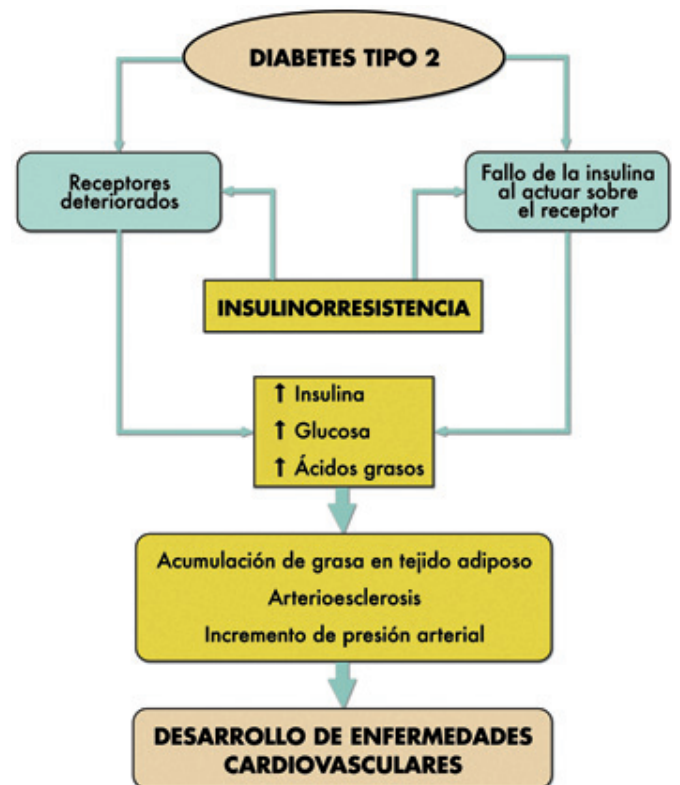 DIABETES TIPO 2
Receptores
deteriorados
Fallo de la insulina
al actuar sobre
el receptor
INSULINORRESISTENCIA
↑ Insulina
↑ Glucosa
↑ Ácidos grasos
Acumulación de grasa en tejido adiposo
Arterioesclerosis
Incremento de presión arterial
DESARROLLO DE ENFERMEDADES
CARDIOVASCULARES